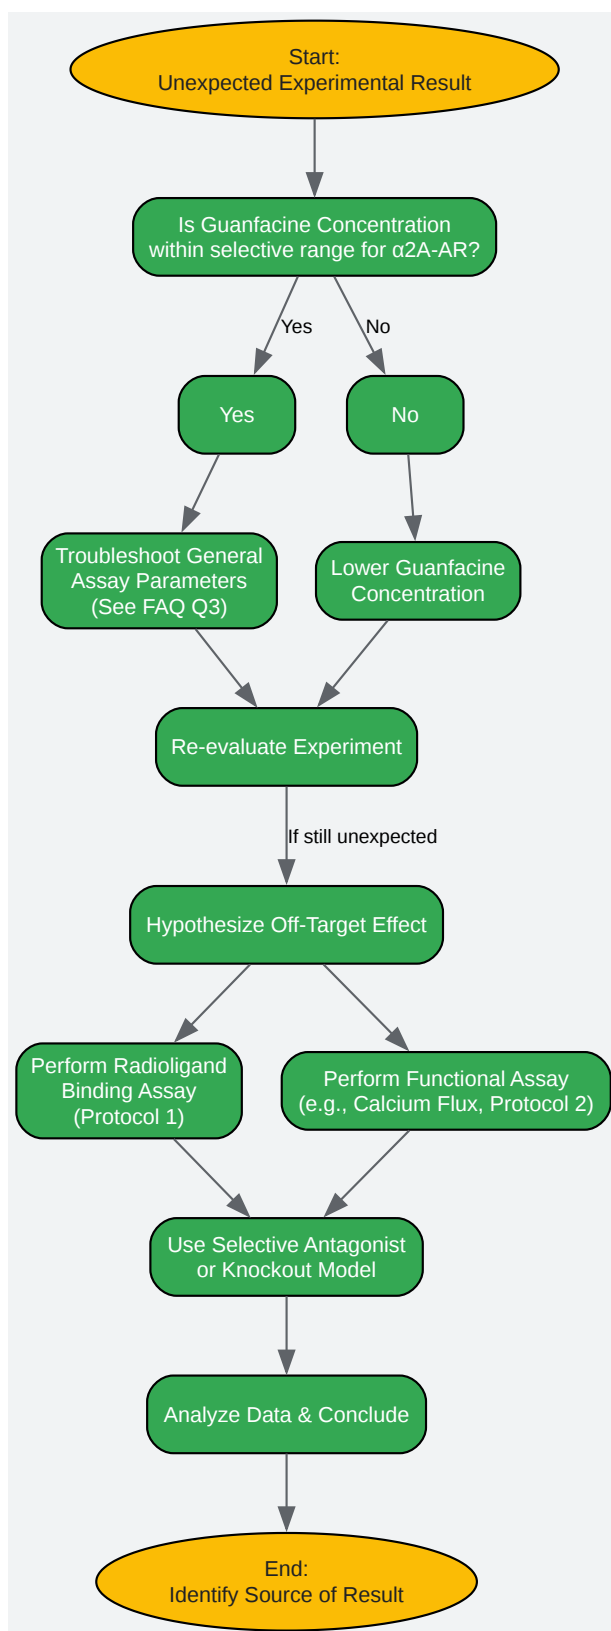 Start:
Unexpected Experimental Result
Is Guanfacine Concentration
within selective range for α2A-AR?
Yes
No
Yes
No
Troubleshoot General
Assay Parameters
(See FAQ Q3)
Lower Guanfacine
Concentration
Re-evaluate Experiment
If still unexpected
Hypothesize Off-Target Effect
Perform Radioligand
Binding Assay
(Protocol 1)
Perform Functional Assay
(e.g., Calcium Flux, Protocol 2)
Use Selective Antagonist
or Knockout Model
Analyze Data & Conclude
End:
Identify Source of Result